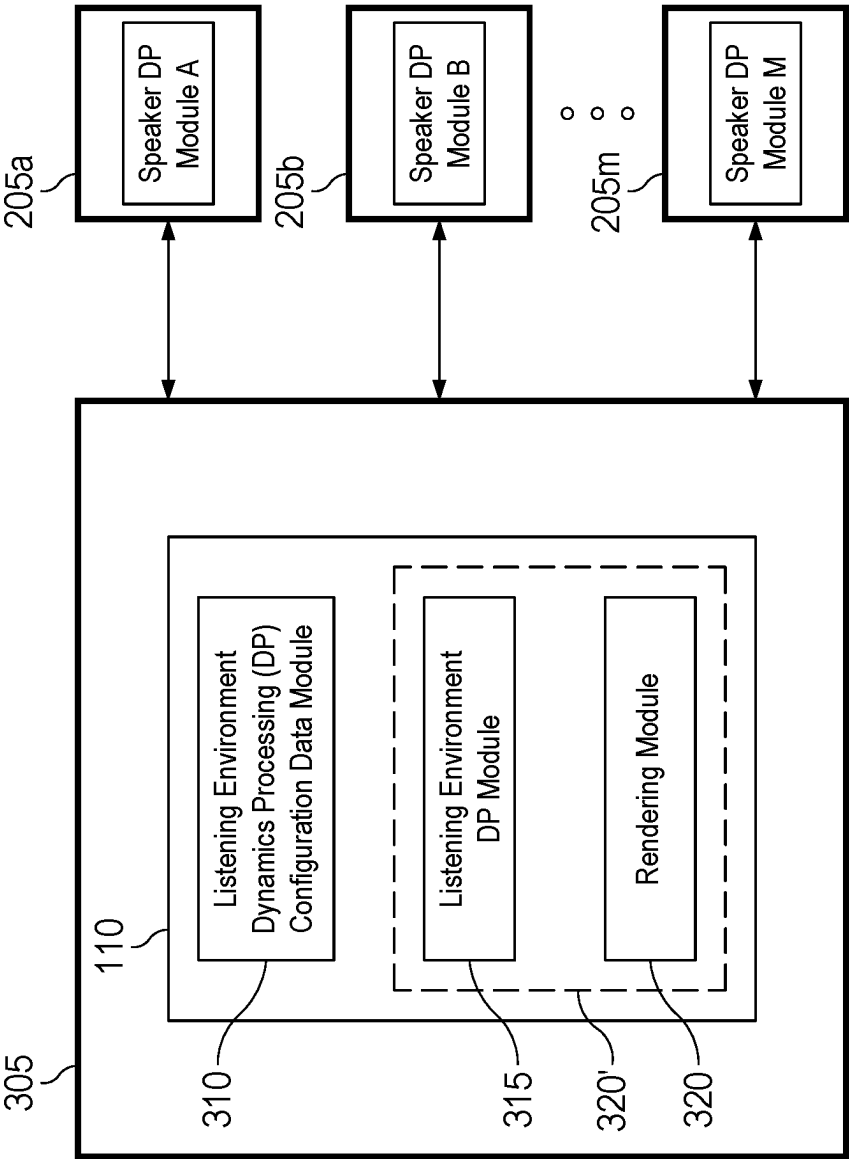 305
110
Listening Environment
Dynamics Processing (DP)
Configuration Data Module
310
Listening Environment
DP Module
315
320'
Rendering Module
320
205a
Speaker DP
Module A
205b
Speaker DP
Module B
205m
Speaker DP
Module M